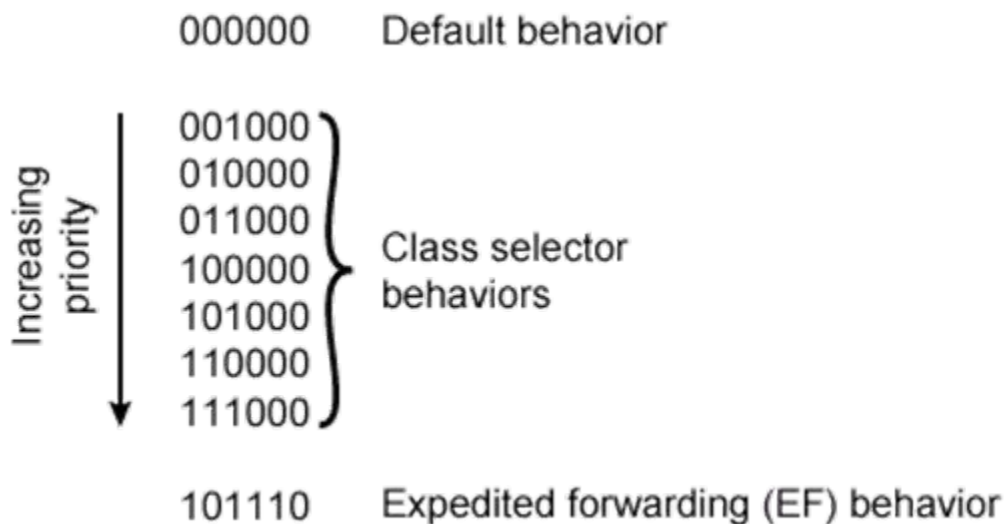 000000 Default behavior
Increasing
priority
001000
010000
011000
100000
101000
110000
111000
Class selector
behaviors
101110 Expedited forwarding (EF) behavior